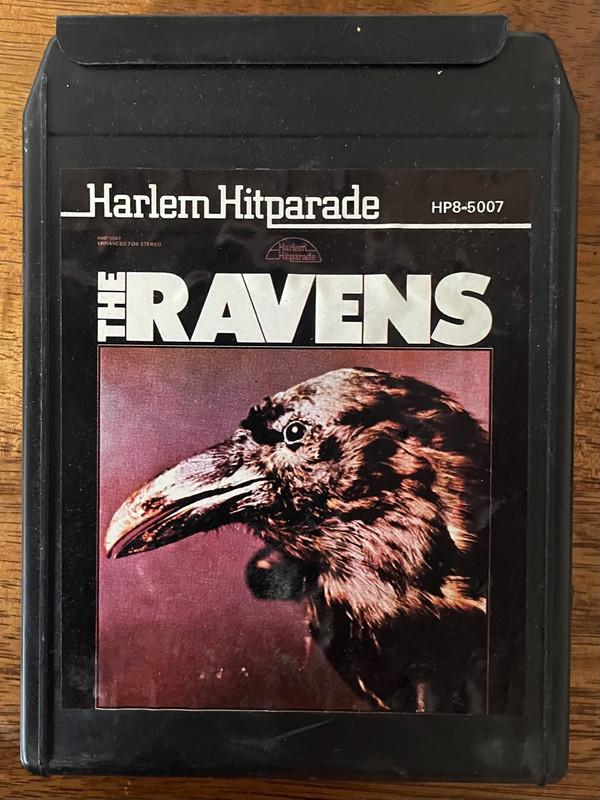 Harlem Hitparade
HP8-5007
HHP 5007
ENHANCED FOR STEREO
Harlem
Hitparade
THE RAVENS